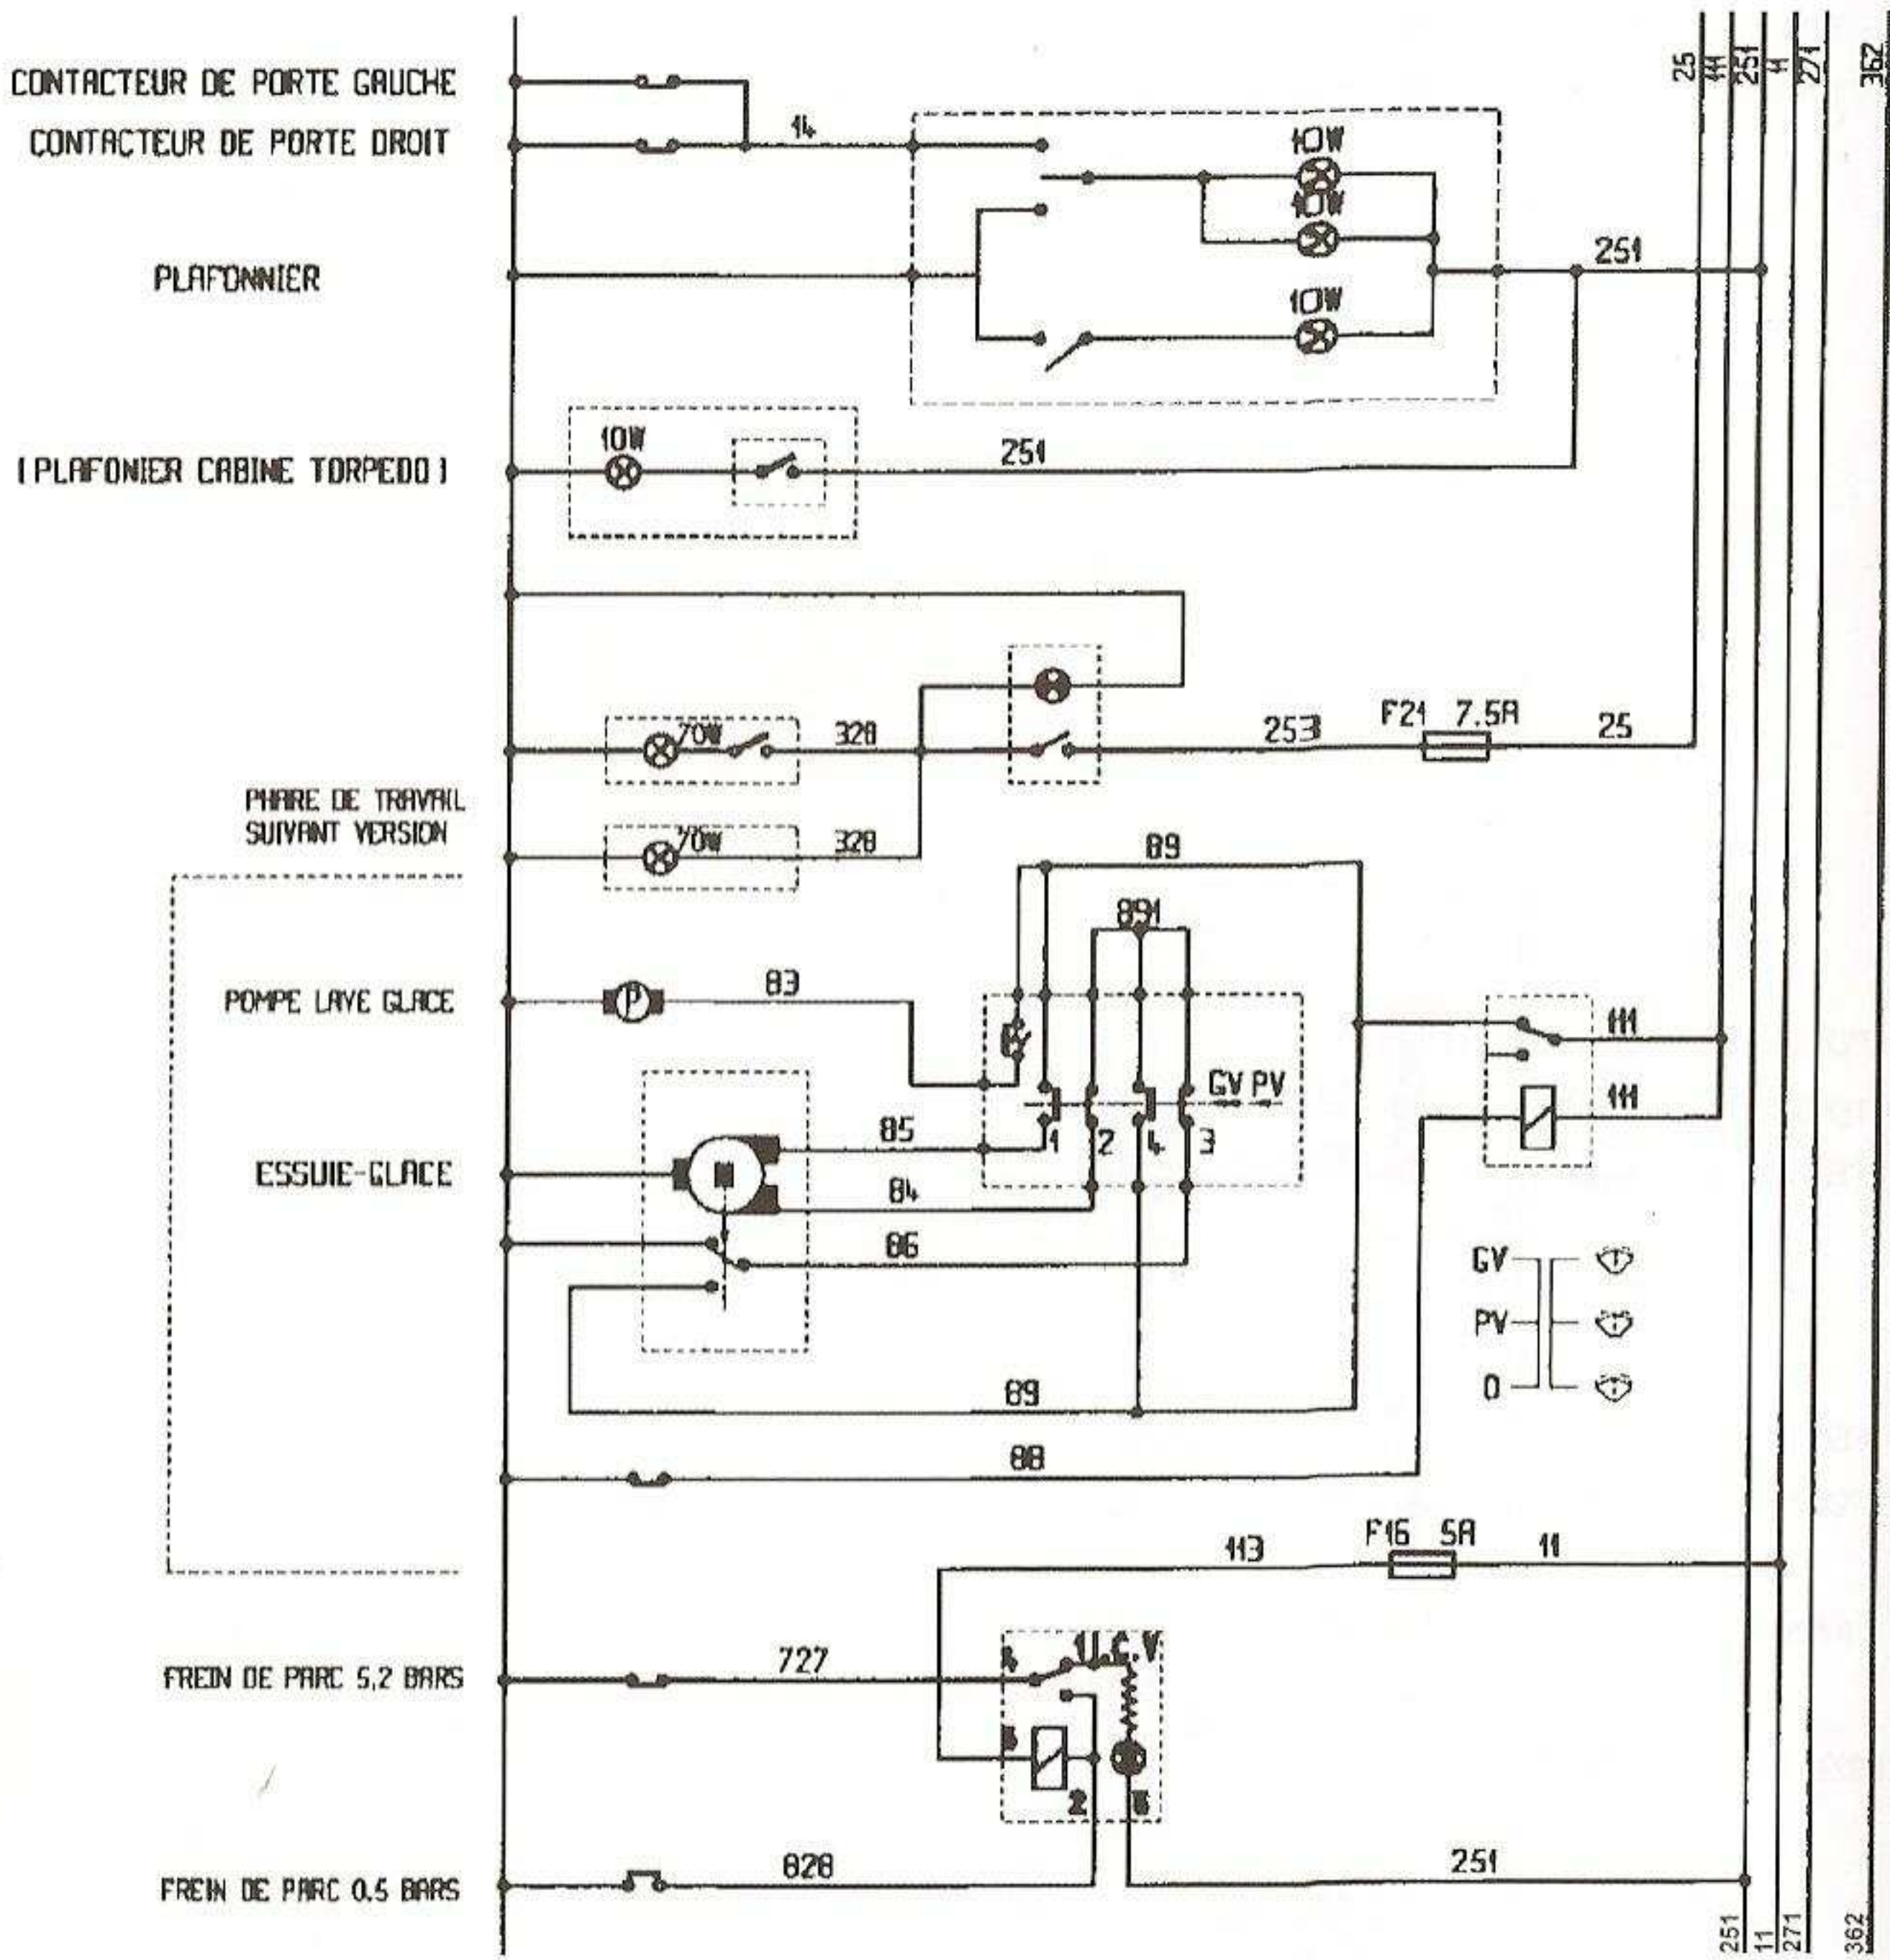 25
111
251
11
271
362
CONTACTEUR DE PORTE GAUCHE
CONTACTEUR DE PORTE DROIT
14
10W
10W
PLAFONNIER
251
10W
[PLAFONIER CABINE TORPEDO]
10W
251
70W
328
253
F21 7.5A
25
PHARE DE TRAVAIL
SUIVANT VERSION
70W
328
89
891
POMPE LAVE GLACE
83
P
111
GV PV
111
ESSUIE-GLACE
85
1
2
4
3
84
86
GV
PV
0
89
88
113
F16 5A
11
FREIN DE PARC 5,2 BARS
727
4
U.C.V
2
FREIN DE PARC 0.5 BARS
828
251
251
11
271
362